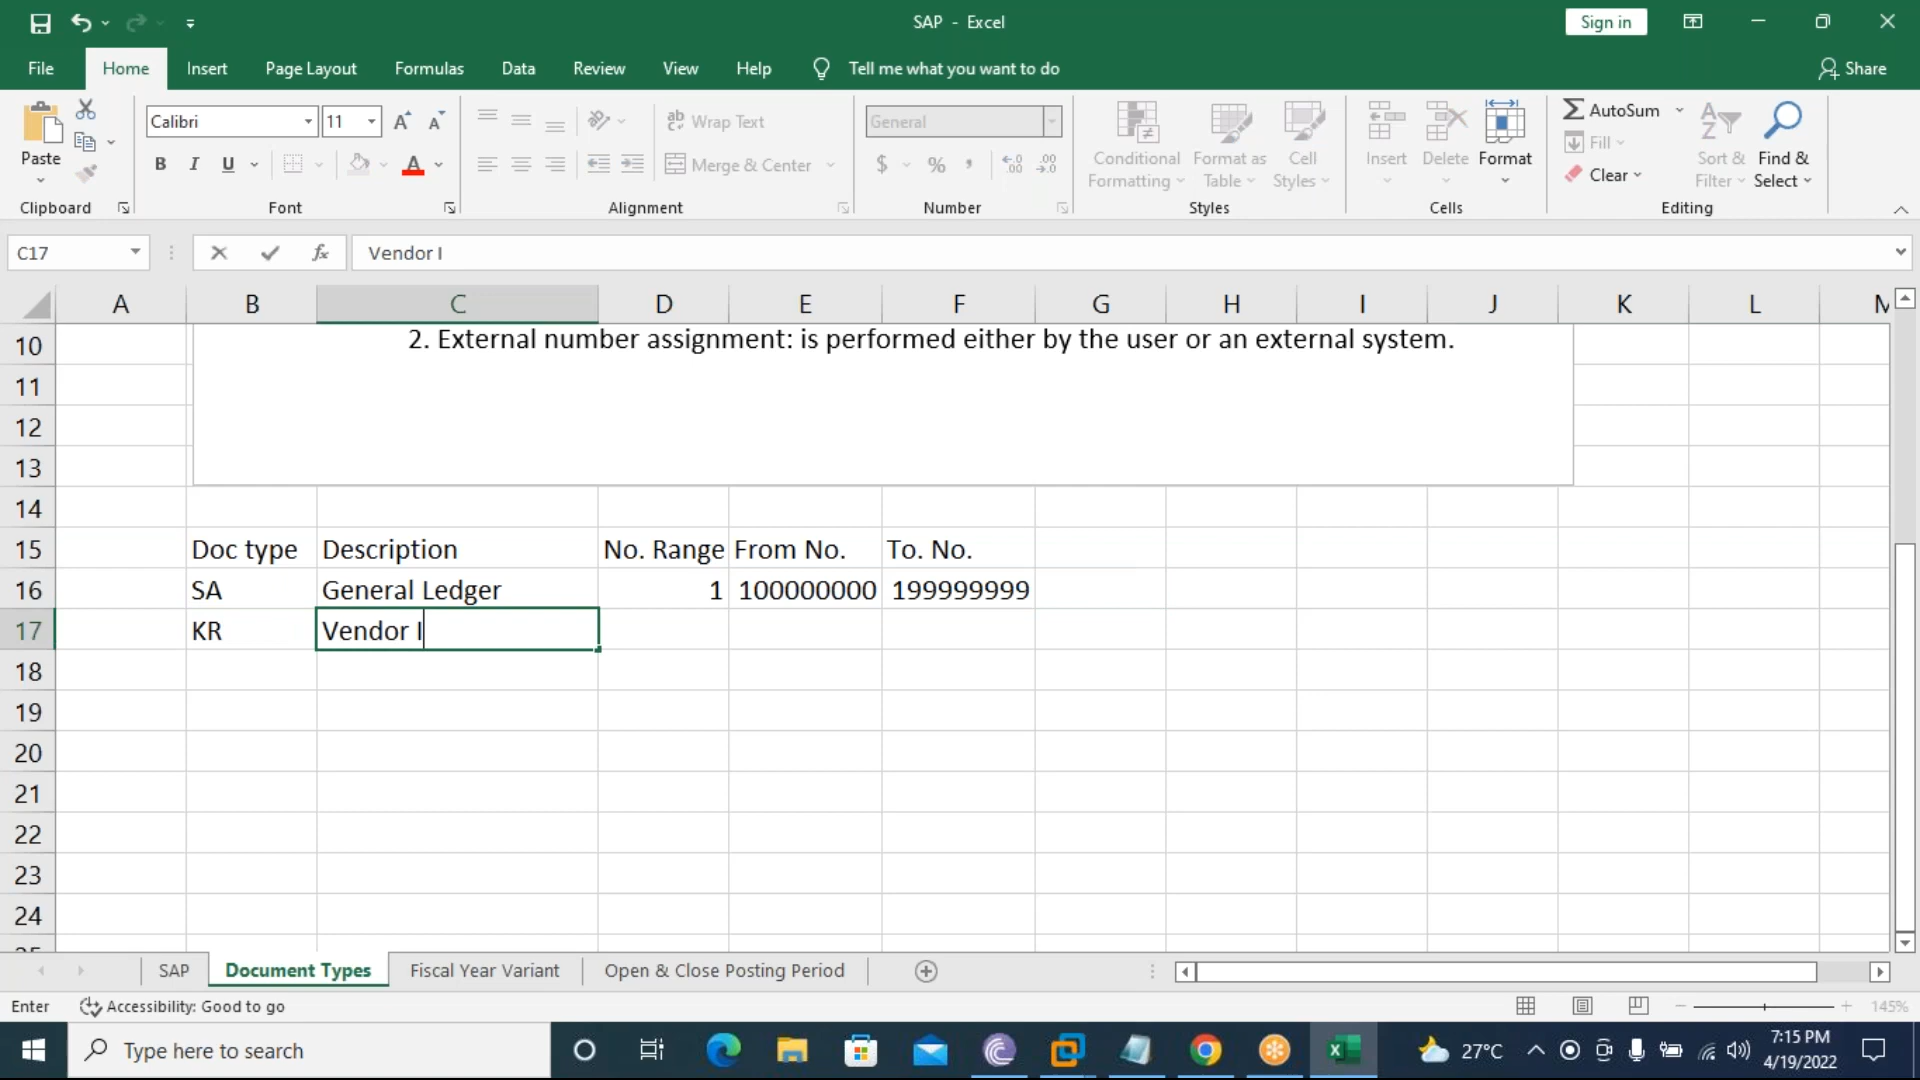 SAP - Excel
Sign in
File Home Insert Page Layout Formulas Data Review View Help Tell me what you want to do Share
Paste
Clipboard
Calibri 11
B I U
A
Font
ab Wrap Text
Merge & Center
Alignment
General
$ % ,
Number
Conditional Formatting
Format as Table
Cell Styles
Styles
Insert Delete Format
Cells
AutoSum
Fill
Clear
Sort & Filter
Find & Select
Editing
C17 fx Vendor I
A B C D E F G H I J K L M
10 2. External number assignment: is performed either by the user or an external system.
11
12
13
14
15 Doc type Description No. Range From No. To. No.
16 SA General Ledger 1 100000000 199999999
17 KR Vendor I
18
19
20
21
22
23
24
SAP Document Types Fiscal Year Variant Open & Close Posting Period
Enter Accessibility: Good to go 145%
Type here to search 27°C 7:15 PM
4/19/2022